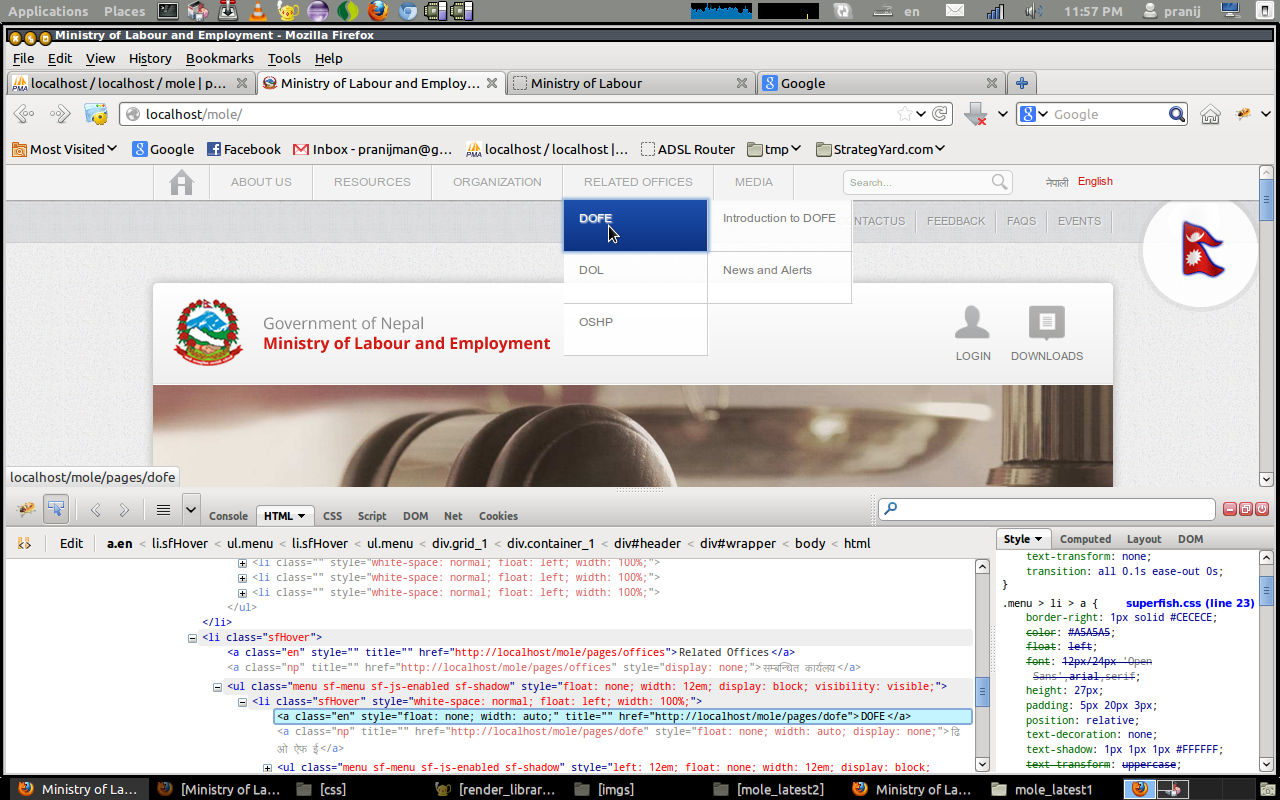 Applications Places en 11:57 PM pranij
Ministry of Labour and Employment - Mozilla Firefox
File Edit View History Bookmarks Tools Help
localhost / localhost / mole | p... Ministry of Labour and Employ... Ministry of Labour Google
localhost/mole/ Google
Most Visited Google Facebook Inbox - pranijman@g... localhost / localhost |... ADSL Router tmp StrategYard.com
ABOUT US RESOURCES ORGANIZATION RELATED OFFICES MEDIA Search... नेपाली English
DOFE Introduction to DOFE NTACTUS FEEDBACK FAQS EVENTS
DOL News and Alerts
OSHP
Government of Nepal
Ministry of Labour and Employment
LOGIN DOWNLOADS
localhost/mole/pages/dofe
Console HTML CSS Script DOM Net Cookies
Edit a.en < li.sfHover < ul.menu < li.sfHover < ul.menu < div.grid_1 < div.container_1 < div#header < div#wrapper < body < html
Style Computed Layout DOM
<li class="" style="white-space: normal; float: left; width: 100%;">
<li class="" style="white-space: normal; float: left; width: 100%;">
<li class="" style="white-space: normal; float: left; width: 100%;">
</ul>
</li>
<li class="sfHover">
<a class="en" style="" title="" href="http://localhost/mole/pages/offices">Related Offices</a>
<a class="np" title="" href="http://localhost/mole/pages/offices" style="display: none;">सम्बन्धित कार्यलय</a>
<ul class="menu sf-menu sf-js-enabled sf-shadow" style="float: none; width: 12em; display: block; visibility: visible;">
<li class="sfHover" style="white-space: normal; float: left; width: 100%;">
<a class="en" style="float: none; width: auto;" title="" href="http://localhost/mole/pages/dofe">DOFE</a>
<a class="np" title="" href="http://localhost/mole/pages/dofe" style="float: none; width: auto; display: none;">डि
ओ ऐफ ई</a>
<ul class="menu sf-menu sf-js-enabled sf-shadow" style="left: 12em; float: none; width: 12em; display: block;
text-transform: none;
transition: all 0.1s ease-out 0s;
}
.menu > li > a { superfish.css (line 23)
border-right: 1px solid #CECECE;
color: #A5A5A5;
float: left;
font: 12px/24px 'Open
Sans',arial,serif;
height: 27px;
padding: 5px 20px 3px;
position: relative;
text-decoration: none;
text-shadow: 1px 1px 1px #FFFFFF;
text-transform: uppercase;
Ministry of La... [Ministry of La... [css] [render_librar... [imgs] [mole_latest2] Ministry of La... mole_latest1